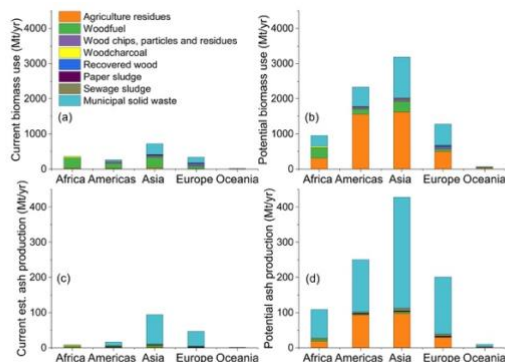 Agriculture residues
Woodfuel
Wood chips, particles and residues
Woodcharcoal
Recovered wood
Paper sludge
Sewage sludge
Municipal solid waste
Current biomass use (Mt/yr)
4000
2000
1000
0
(a)
Africa Americas Asia Europe Oceania
Potential biomass use (Mt/yr)
4000
3000
2000
1000
0
(b)
Africa Americas Asia Europe Oceania
Current est. ash production (Mt/yr)
400
300
200
100
0
(c)
Africa Americas Asia Europe Oceania
Potential ash production (Mt/yr)
400
300
200
100
0
(d)
Africa Americas Asia Europe Oceania